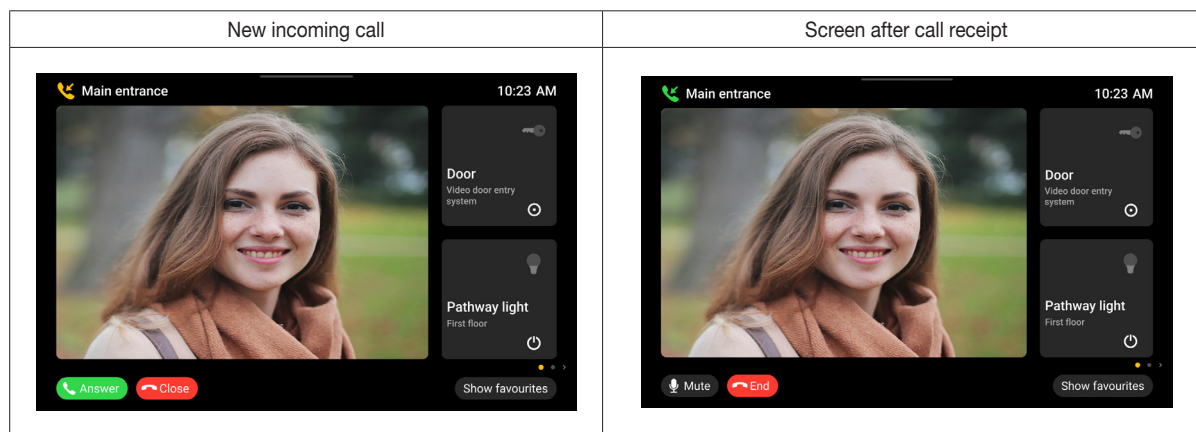 New incoming call
Screen after call receipt
Main entrance
10:23 AM
Door
Video door entry
system
Pathway light
First floor
Answer
Close
Show favourites
Main entrance
10:23 AM
Door
Video door entry
system
Pathway light
First floor
Mute
End
Show favourites